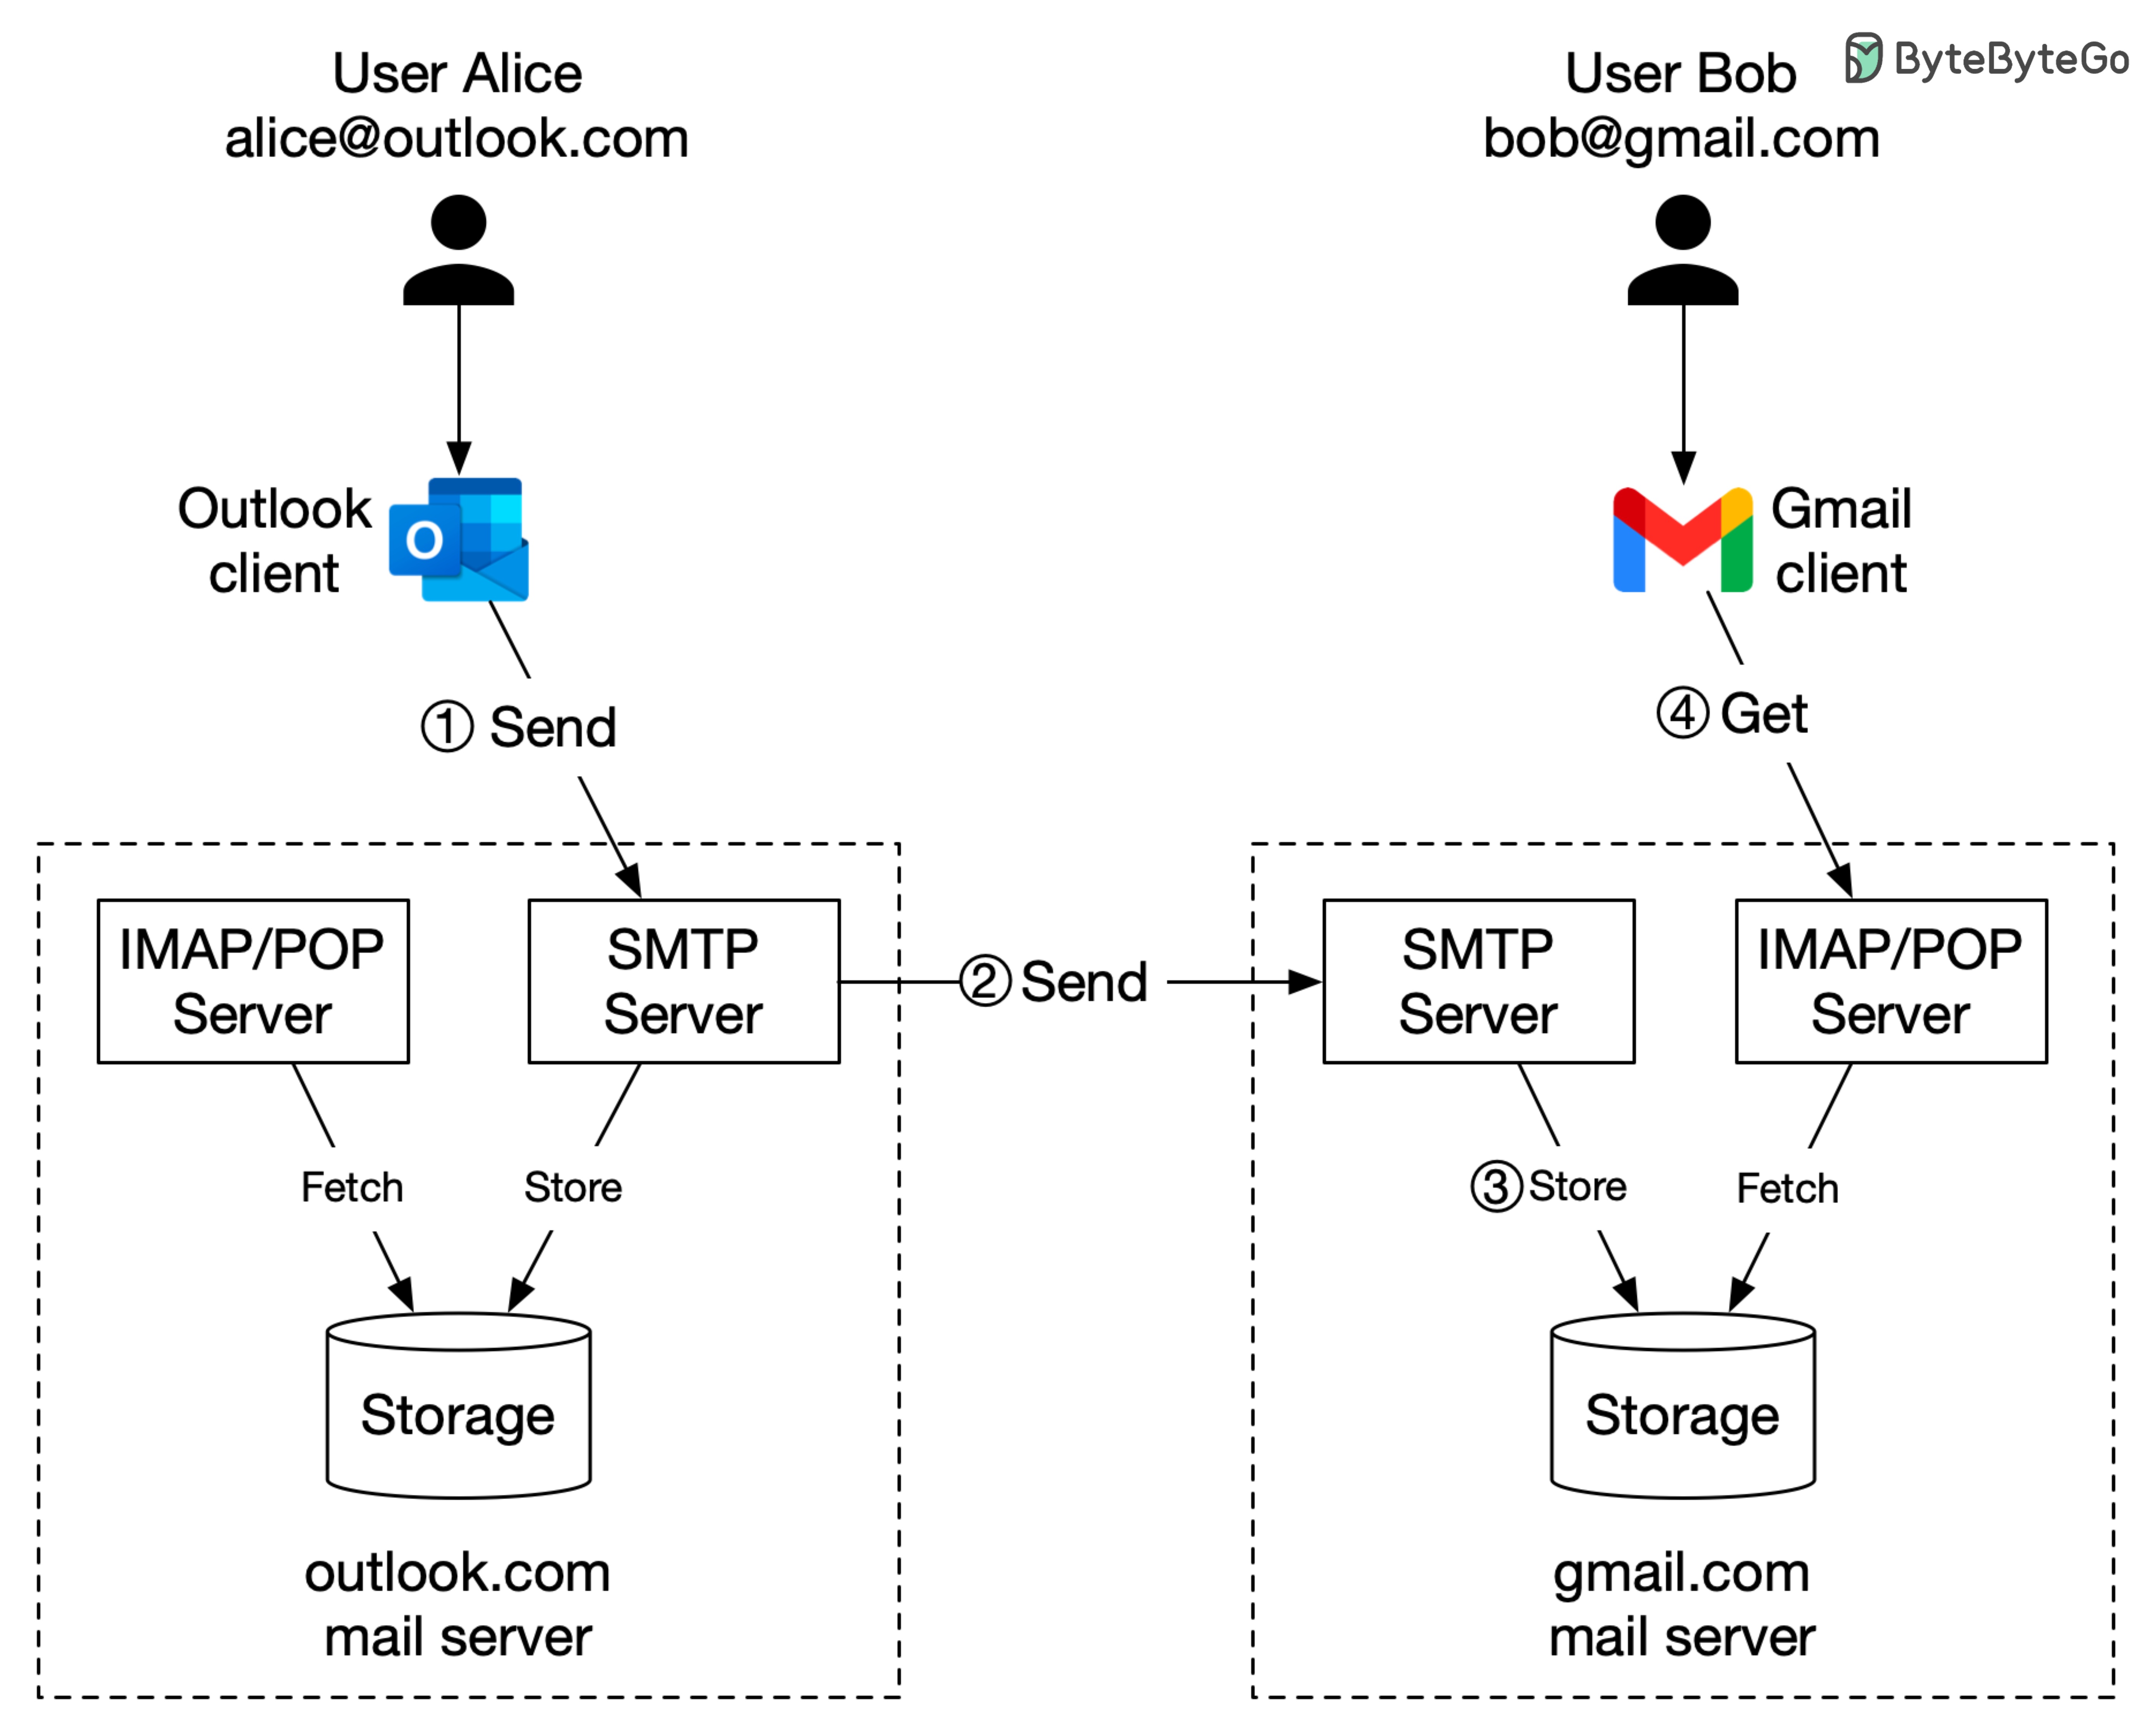 User Alice
alice@outlook.com
User Bob
bob@gmail.com
ByteByteGo
Outlook
client
O
Gmail
client
① Send
④ Get
IMAP/POP
Server
SMTP
Server
② Send
SMTP
Server
IMAP/POP
Server
Fetch
Store
③ Store
Fetch
Storage
Storage
outlook.com
mail server
gmail.com
mail server